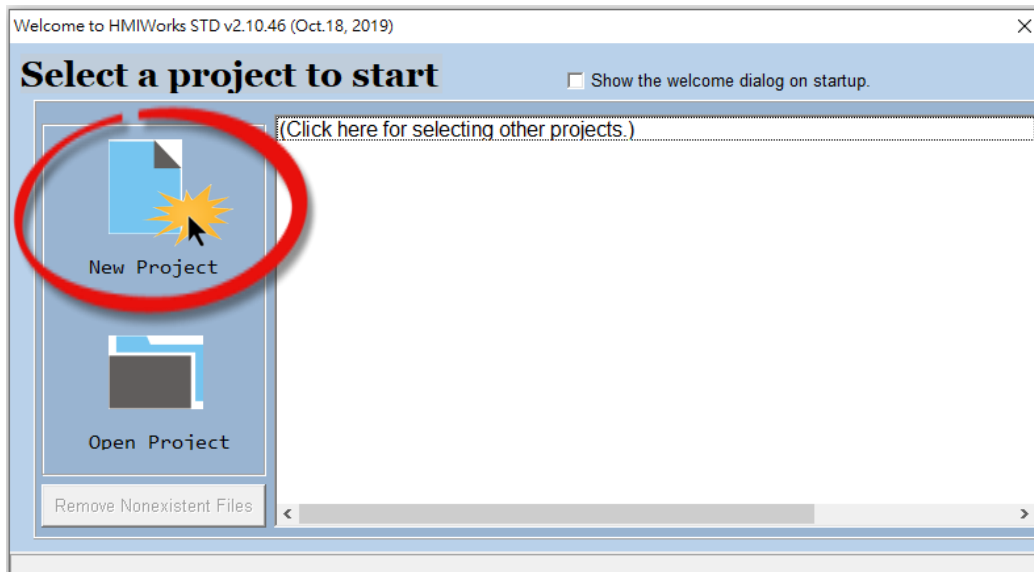 Welcome to HMIWorks STD v2.10.46 (Oct.18, 2019)
Select a project to start
Show the welcome dialog on startup.
(Click here for selecting other projects.)
New Project
Open Project
Remove Nonexistent Files